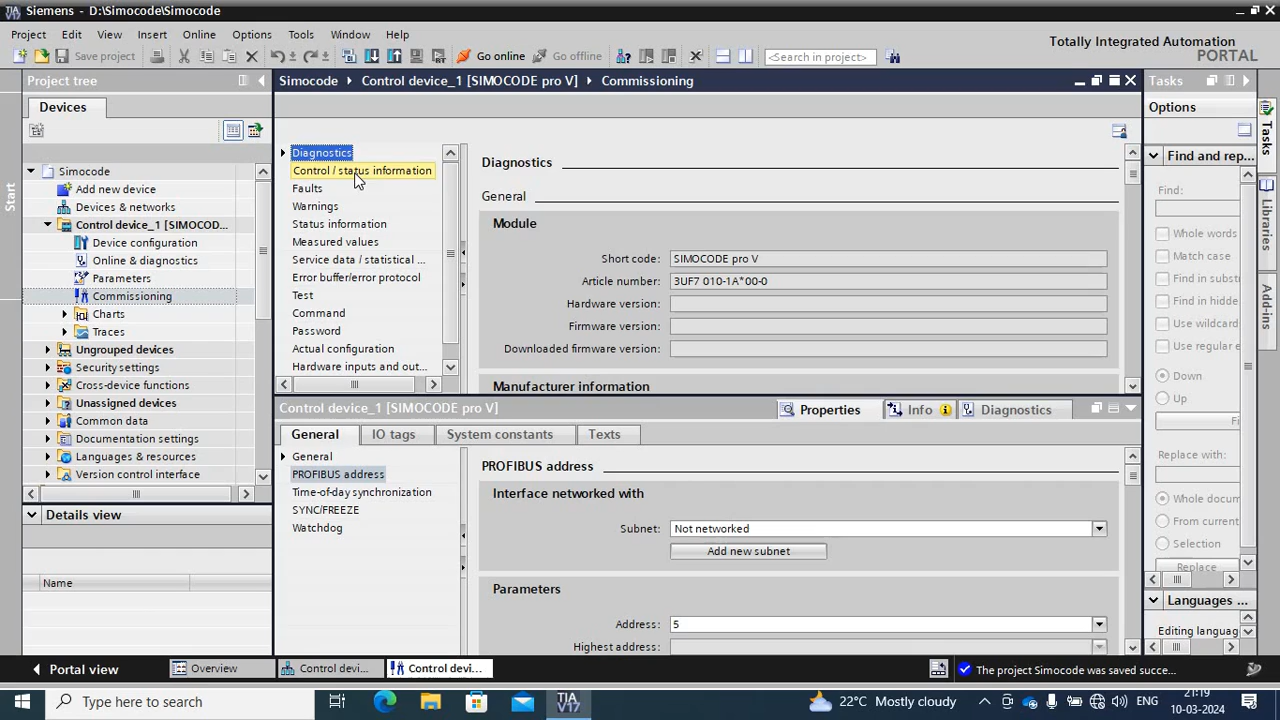 Siemens - D:\Simocode\Simocode
Project Edit View Insert Online Options Tools Window Help
Totally Integrated Automation
PORTAL
Save project Go online Go offline <Search in project>
Project tree
Devices
Start
Simocode
Add new device
Devices & networks
Control device_1 [SIMOCOD...
Device configuration
Online & diagnostics
Parameters
Commissioning
Charts
Traces
Ungrouped devices
Security settings
Cross-device functions
Unassigned devices
Common data
Documentation settings
Languages & resources
Version control interface
Details view
Name
Simocode Control device_1 [SIMOCODE pro V] Commissioning
Diagnostics
Control / status information
Faults
Warnings
Status information
Measured values
Service data / statistical ...
Error buffer/error protocol
Test
Command
Password
Actual configuration
Hardware inputs and out...
Diagnostics
General
Module
Short code: SIMOCODE pro V
Article number: 3UF7 010-1A*00-0
Hardware version:
Firmware version:
Downloaded firmware version:
Manufacturer information
Control device_1 [SIMOCODE pro V]
Properties Info Diagnostics
General IO tags System constants Texts
General
PROFIBUS address
Time-of-day synchronization
SYNC/FREEZE
Watchdog
PROFIBUS address
Interface networked with
Subnet: Not networked
Add new subnet
Parameters
Address: 5
Highest address:
Tasks
Options
Find and rep...
Find:
Whole words
Match case
Find in subst
Find in hidde
Use wildcard
Use regular e
Down
Up
Fi
Replace with:
Whole docum
From current
Selection
Replace
Languages ...
Editing languag
Tasks
Libraries
Add-ins
Portal view Overview Control devi... Control devi... The project Simocode was saved succe...
Type here to search
TIA
V17
22°C Mostly cloudy
ENG
21:19
10-03-2024